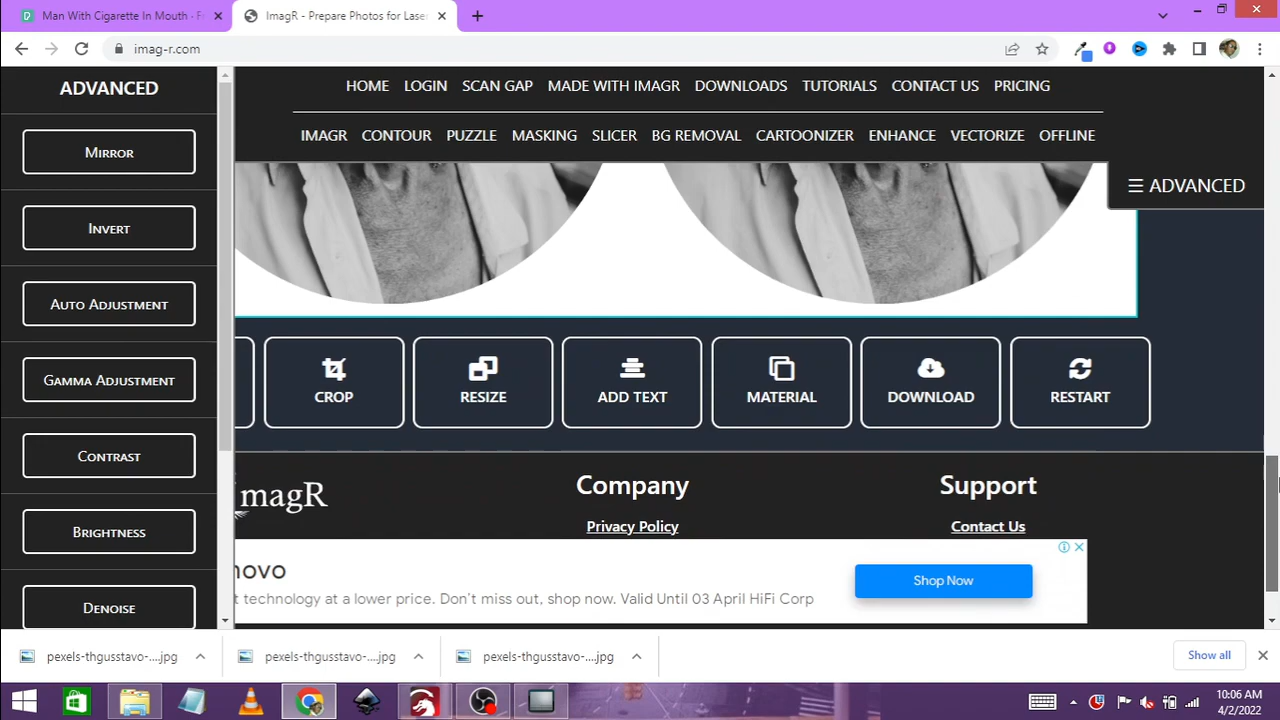 Man With Cigarette In Mouth · Fr
ImagR - Prepare Photos for Laser
imag-r.com
ADVANCED
MIRROR
INVERT
AUTO ADJUSTMENT
GAMMA ADJUSTMENT
CONTRAST
BRIGHTNESS
DENOISE
HOME LOGIN SCAN GAP MADE WITH IMAGR DOWNLOADS TUTORIALS CONTACT US PRICING
IMAGR CONTOUR PUZZLE MASKING SLICER BG REMOVAL CARTOONIZER ENHANCE VECTORIZE OFFLINE
☰ ADVANCED
CROP RESIZE ADD TEXT MATERIAL DOWNLOAD RESTART
magR
Company
Support
Privacy Policy
Contact Us
novo
t technology at a lower price. Don't miss out, shop now. Valid Until 03 April HiFi Corp
Shop Now
pexels-thgusstavo-....jpg
pexels-thgusstavo-....jpg
pexels-thgusstavo-....jpg
Show all
10:06 AM
4/2/2022